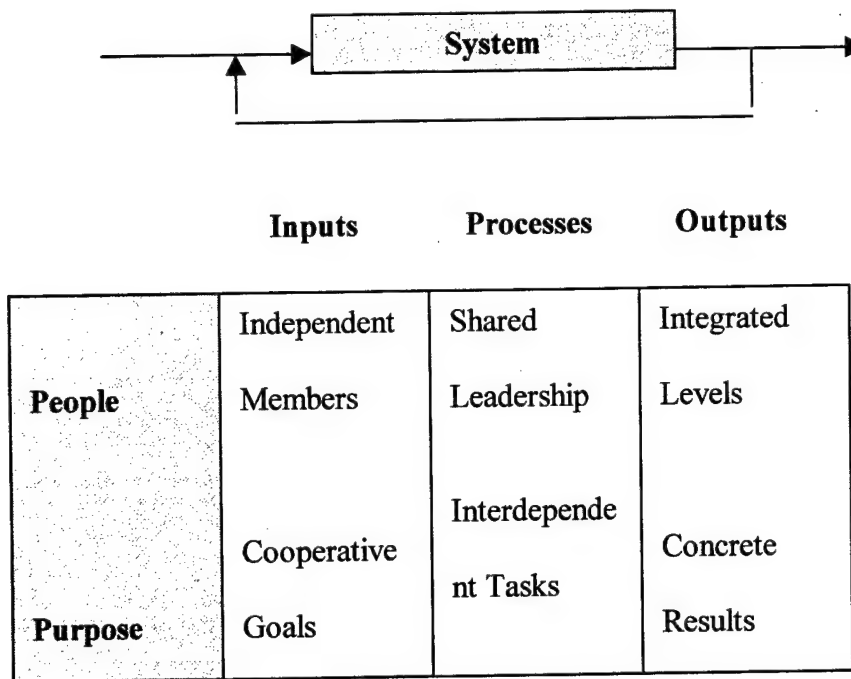 System
Inputs Processes Outputs
Independent Shared Integrated
People Members Leadership Levels
Interdepende
Cooperative Concrete
nt Tasks
Purpose Goals Results